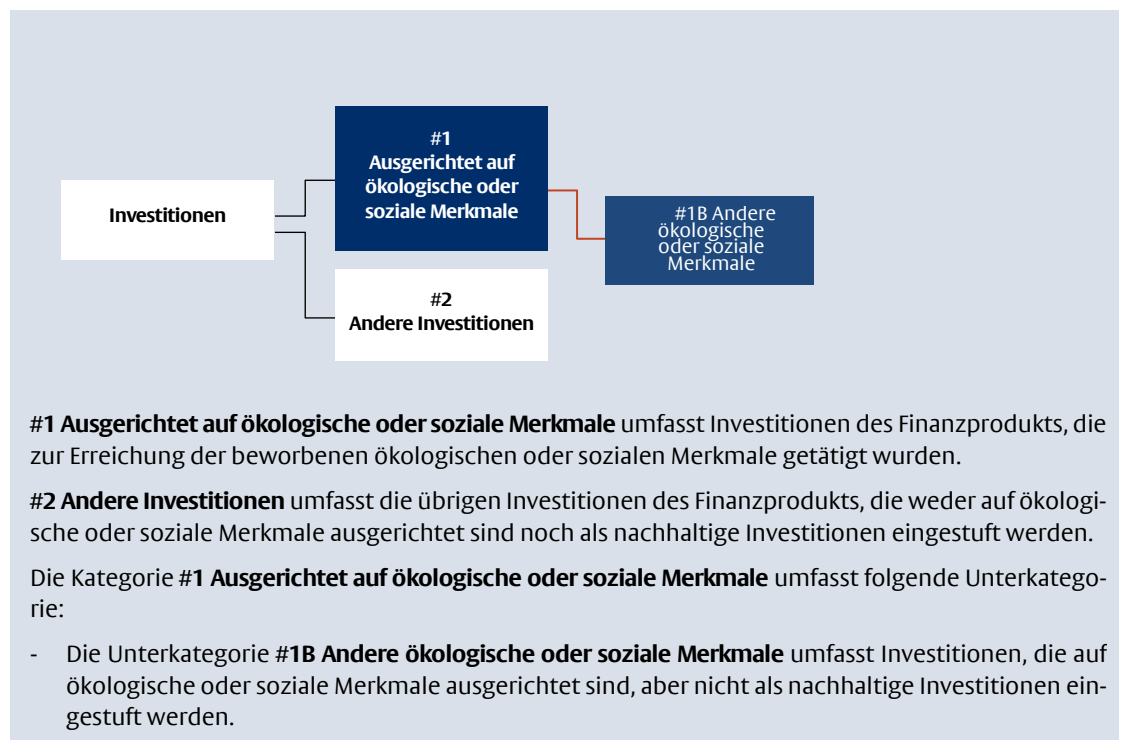 #1
Ausgerichtet auf
ökologische oder
soziale Merkmale
Investitionen
#1B Andere
ökologische
oder soziale
Merkmale
#2
Andere Investitionen
#1 Ausgerichtet auf ökologische oder soziale Merkmale umfasst Investitionen des Finanzprodukts, die
zur Erreichung der beworbenen ökologischen oder sozialen Merkmale getätigt wurden.
#2 Andere Investitionen umfasst die übrigen Investitionen des Finanzprodukts, die weder auf ökologi-
sche oder soziale Merkmale ausgerichtet sind noch als nachhaltige Investitionen eingestuft werden.
Die Kategorie #1 Ausgerichtet auf ökologische oder soziale Merkmale umfasst folgende Unterkatego-
rie:
- Die Unterkategorie #1B Andere ökologische oder soziale Merkmale umfasst Investitionen, die auf
ökologische oder soziale Merkmale ausgerichtet sind, aber nicht als nachhaltige Investitionen ein-
gestuft werden.